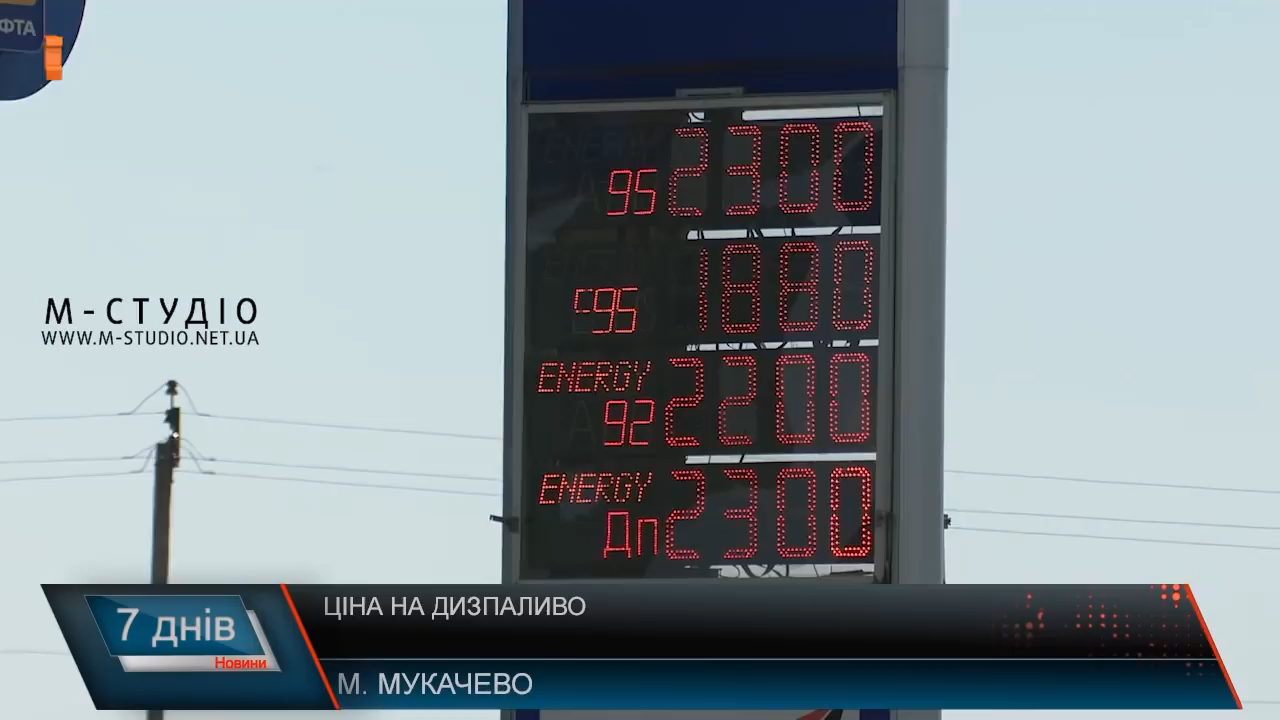 ФТА
95 2300
C95 1880
ENERGY
92 2200
ENERGY
Дп 2300
М-СТУДІО
WWW.M-STUDIO.NET.UA
7 днів
Новини
ЦІНА НА ДИЗПАЛИВО
М. МУКАЧЕВО